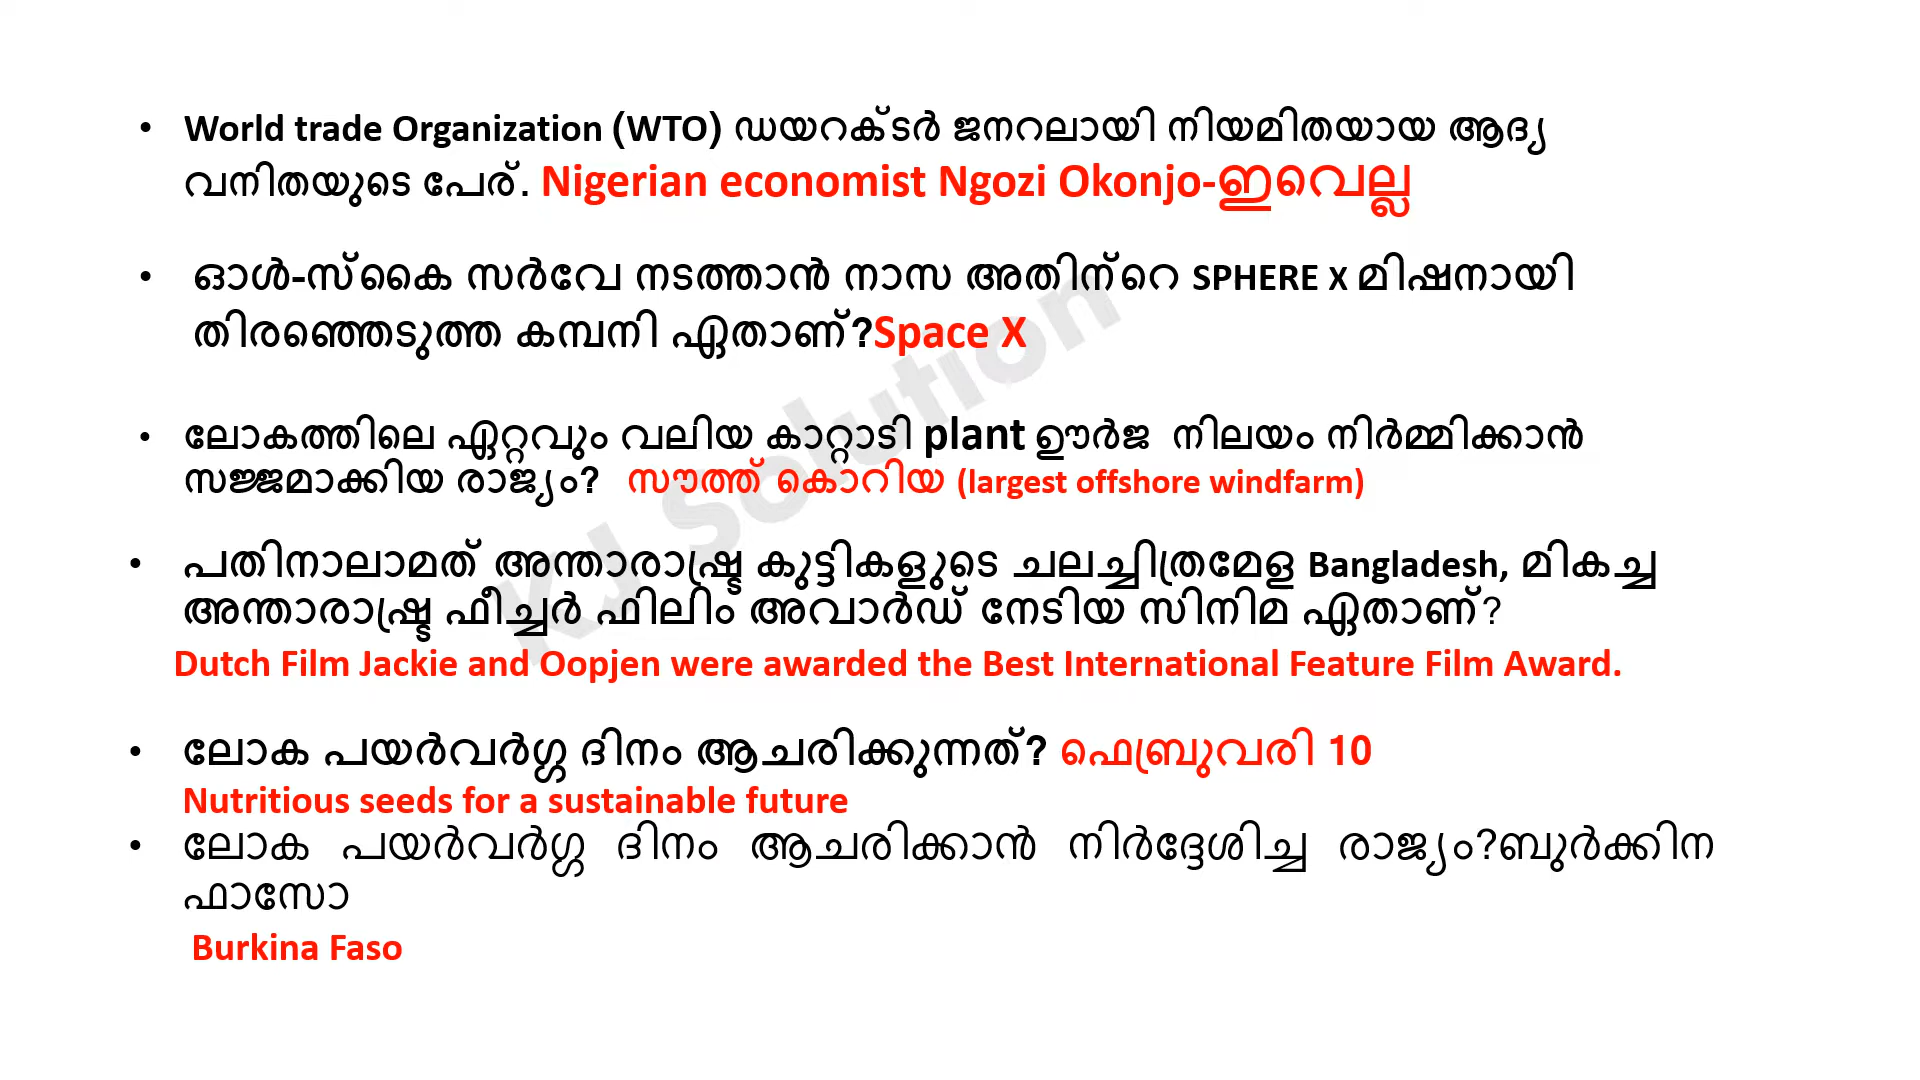 • World trade Organization (WTO) ഡയറക്ടർ ജനറലായി നിയമിതയായ ആദ്യ
വനിതയുടെ പേര്. Nigerian economist Ngozi Okonjo-ഇവെല്ല
• ഓൾ-സ്കൈ സർവേ നടത്താൻ നാസ അതിന്റെ SPHERE X മിഷനായി
തിരഞ്ഞെടുത്ത കമ്പനി ഏതാണ്?Space X
• ലോകത്തിലെ ഏറ്റവും വലിയ കാറ്റാടി plant ഊർജ നിലയം നിർമ്മിക്കാൻ
സജ്ജമാക്കിയ രാജ്യം? സൗത്ത് കൊറിയ (largest offshore windfarm)
• പതിനാലാമത് അന്താരാഷ്ട്ര കുട്ടികളുടെ ചലച്ചിത്രമേള Bangladesh, മികച്ച
അന്താരാഷ്ട്ര ഫീച്ചർ ഫിലിം അവാർഡ് നേടിയ സിനിമ ഏതാണ്?
Dutch Film Jackie and Oopjen were awarded the Best International Feature Film Award.
• ലോക പയർവർഗ്ഗ ദിനം ആചരിക്കുന്നത്? ഫെബ്രുവരി 10
Nutritious seeds for a sustainable future
• ലോക പയർവർഗ്ഗ ദിനം ആചരിക്കാൻ നിർദ്ദേശിച്ച രാജ്യം?ബുർക്കിന
ഫാസോ
Burkina Faso
KJ Solution